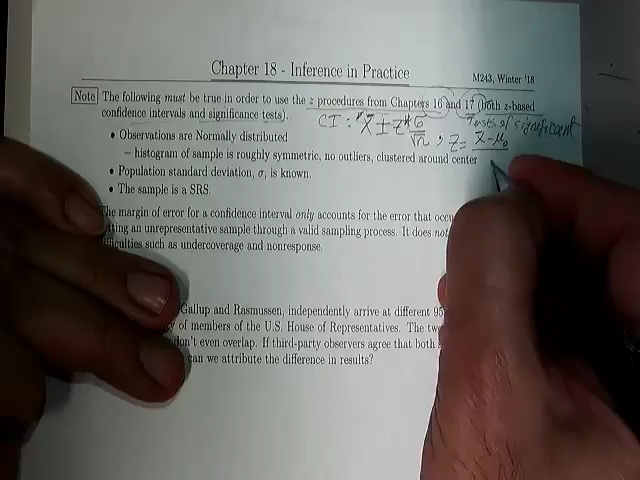 Chapter 18 - Inference in Practice
M243, Winter '18
Note The following must be true in order to use the z procedures from Chapters 16 and 17 (both z-based
confidence intervals and significance tests).
CI : x̄ ± z* σ/√n , z = x̄ - μ₀
Tests of significant
• Observations are Normally distributed
– histogram of sample is roughly symmetric, no outliers, clustered around center
• Population standard deviation, σ, is known.
• The sample is a SRS.
The margin of error for a confidence interval only accounts for the error that
an unrepresentative sample through a valid sampling process. It does not
such as undercoverage and nonresponse.
Gallup and Rasmussen, independently arrive at different
of members of the U.S. House of Representatives. The
don't even overlap. If third-party observers agree that both
can we attribute the difference in results?